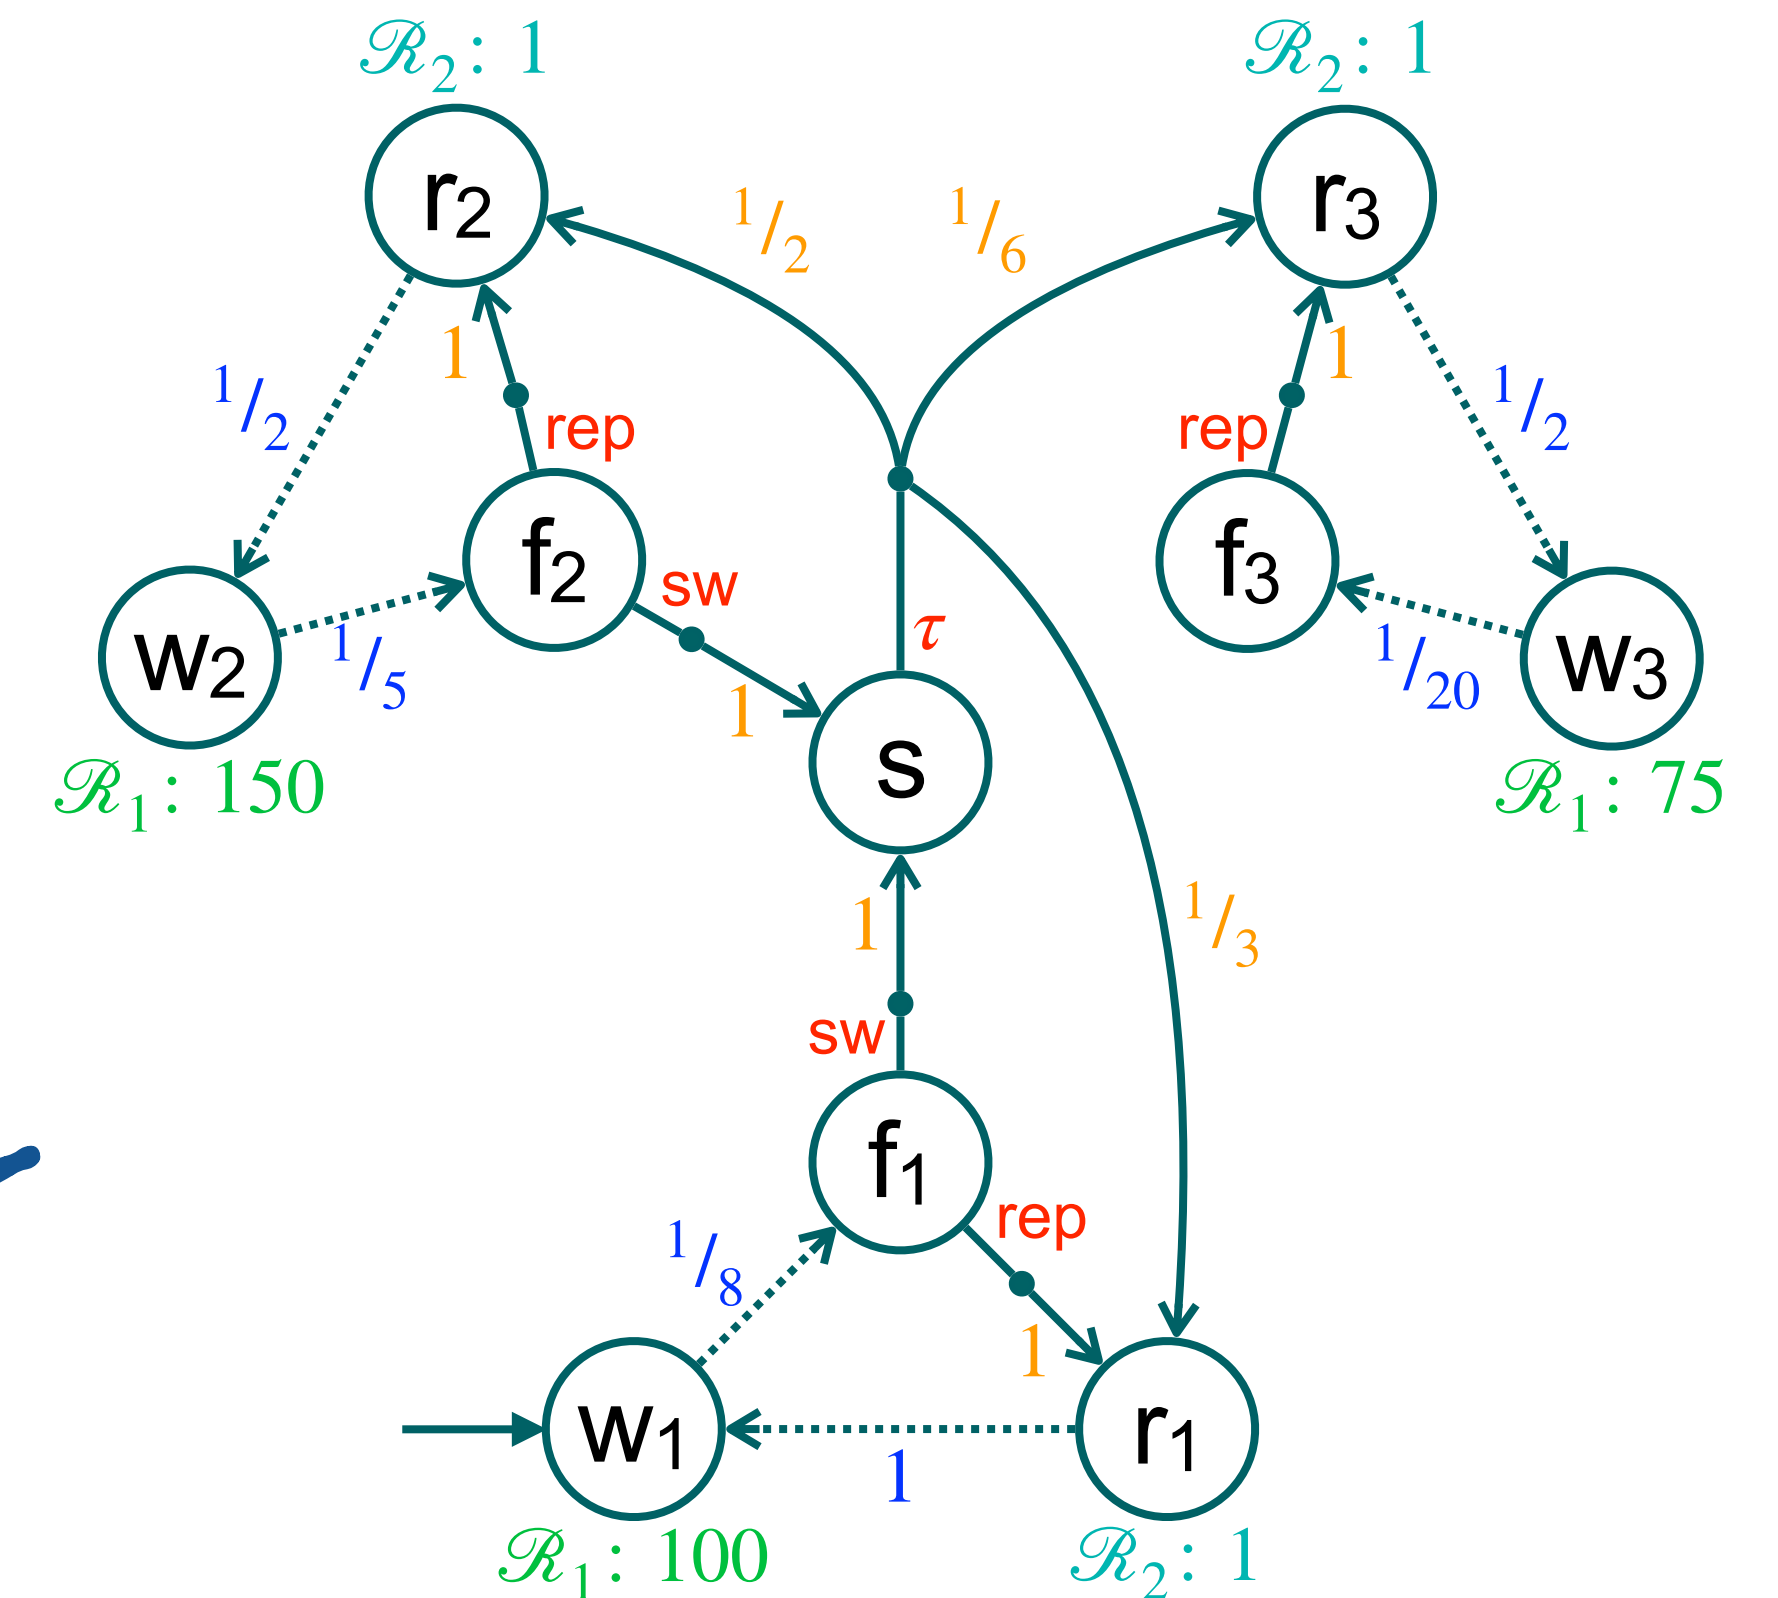 ℛ₂: 1
ℛ₂: 1
r₂
r₃
1/2
1/6
1
1
1/2
1/2
rep
rep
f₂
f₃
sw
w₂
w₃
1/5
τ
1/20
1
s
ℛ₁: 150
ℛ₁: 75
1
1/3
sw
f₁
rep
1/8
1
w₁
r₁
1
ℛ₁: 100
ℛ₂: 1